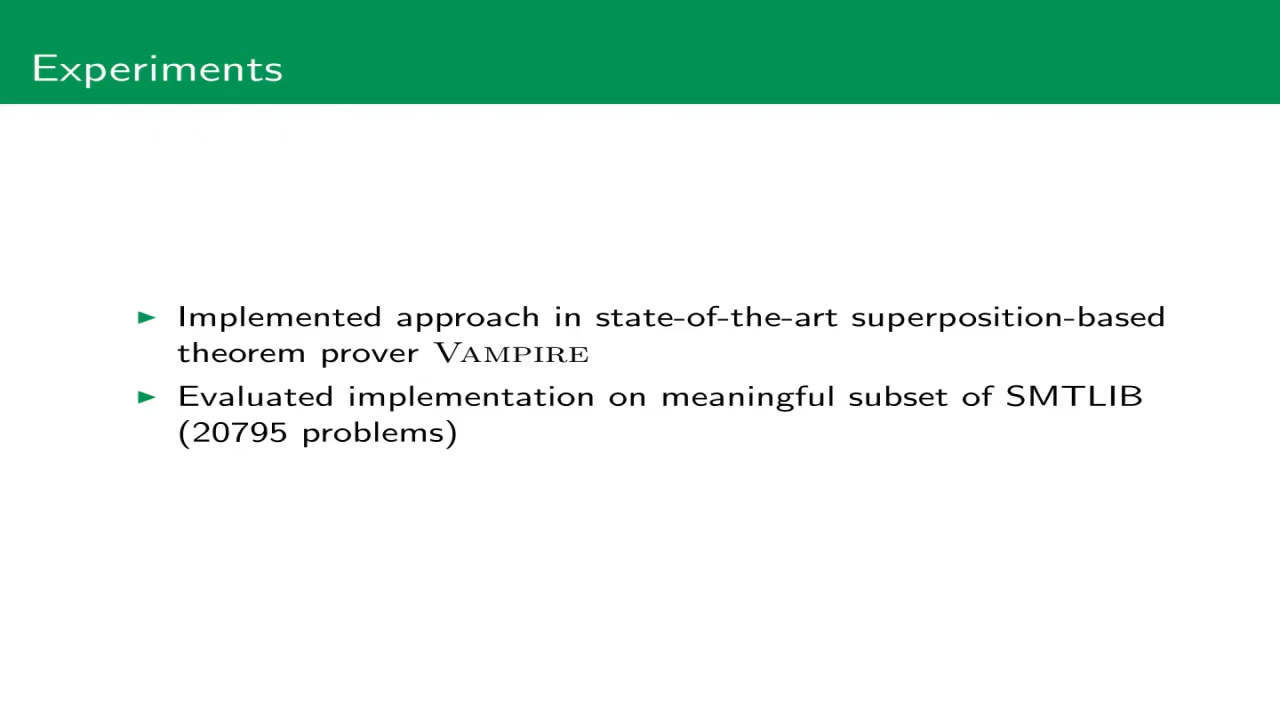 Experiments
Implemented approach in state-of-the-art superposition-based
theorem prover VAMPIRE
Evaluated implementation on meaningful subset of SMTLIB
(20795 problems)